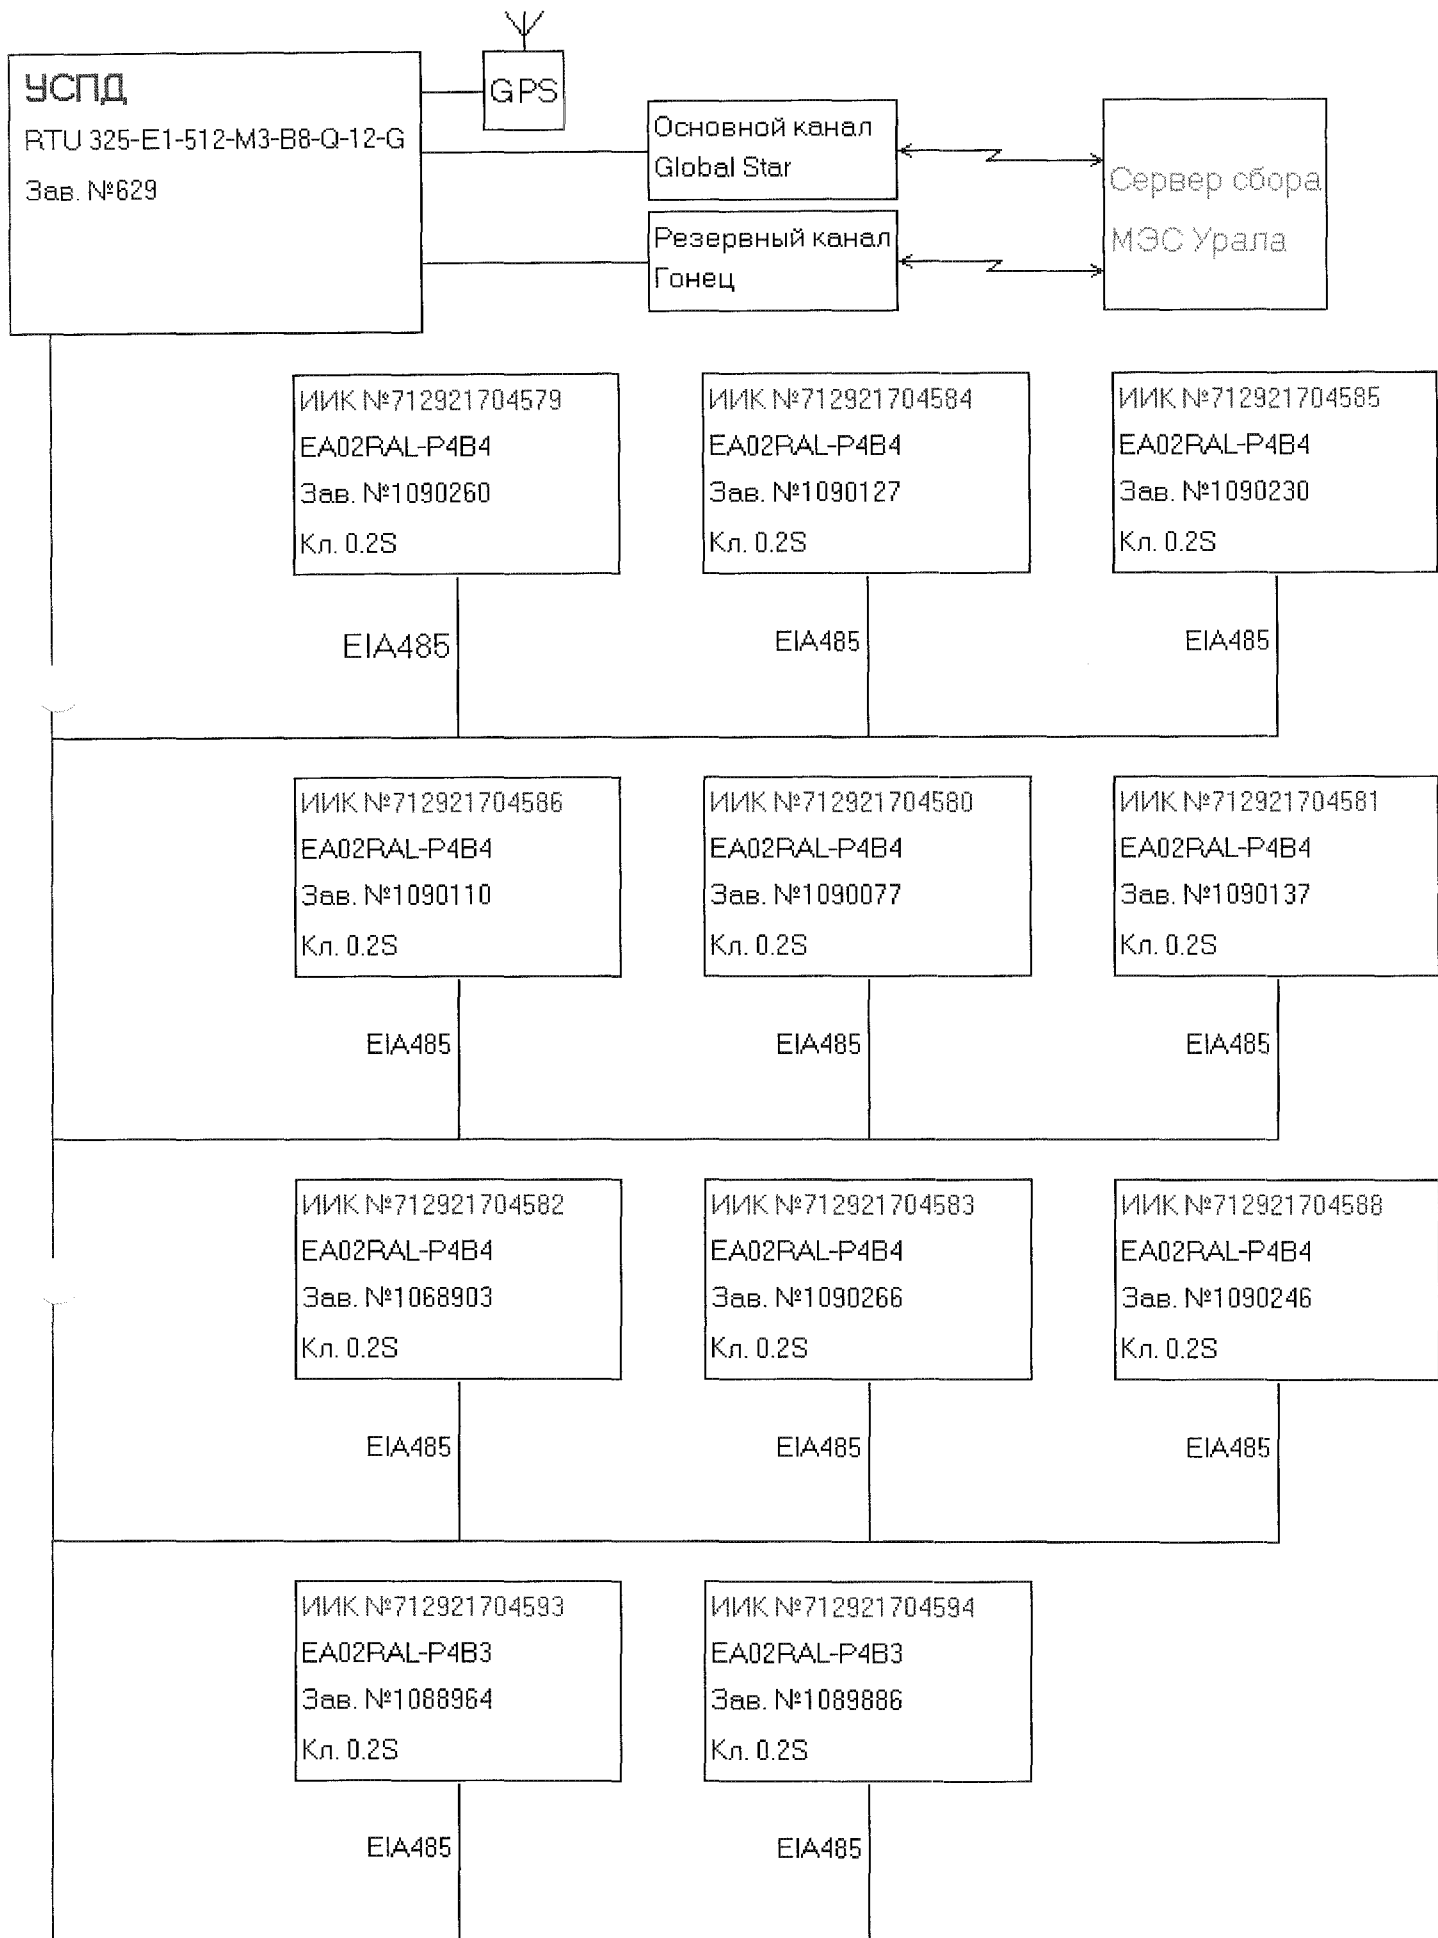 УСПД
RTU 325-E1-512-M3-B8-Q-12-G
Зав. №629
GPS
Основной канал
Global Star
Резервный канал
Гонец
Сервер сбора
МЭС Урала
ИИК №712921704579
EA02RAL-P4B4
Зав. №1090260
Кл. 0.2S
EIA485
ИИК №712921704584
EA02RAL-P4B4
Зав. №1090127
Кл. 0.2S
EIA485
ИИК №712921704585
EA02RAL-P4B4
Зав. №1090230
Кл. 0.2S
EIA485
ИИК №712921704586
EA02RAL-P4B4
Зав. №1090110
Кл. 0.2S
EIA485
ИИК №712921704580
EA02RAL-P4B4
Зав. №1090077
Кл. 0.2S
EIA485
ИИК №712921704581
EA02RAL-P4B4
Зав. №1090137
Кл. 0.2S
EIA485
ИИК №712921704582
EA02RAL-P4B4
Зав. №1068903
Кл. 0.2S
EIA485
ИИК №712921704583
EA02RAL-P4B4
Зав. №1090266
Кл. 0.2S
EIA485
ИИК №712921704588
EA02RAL-P4B4
Зав. №1090246
Кл. 0.2S
EIA485
ИИК №712921704593
EA02RAL-P4B3
Зав. №1088964
Кл. 0.2S
EIA485
ИИК №712921704594
EA02RAL-P4B3
Зав. №1089886
Кл. 0.2S
EIA485